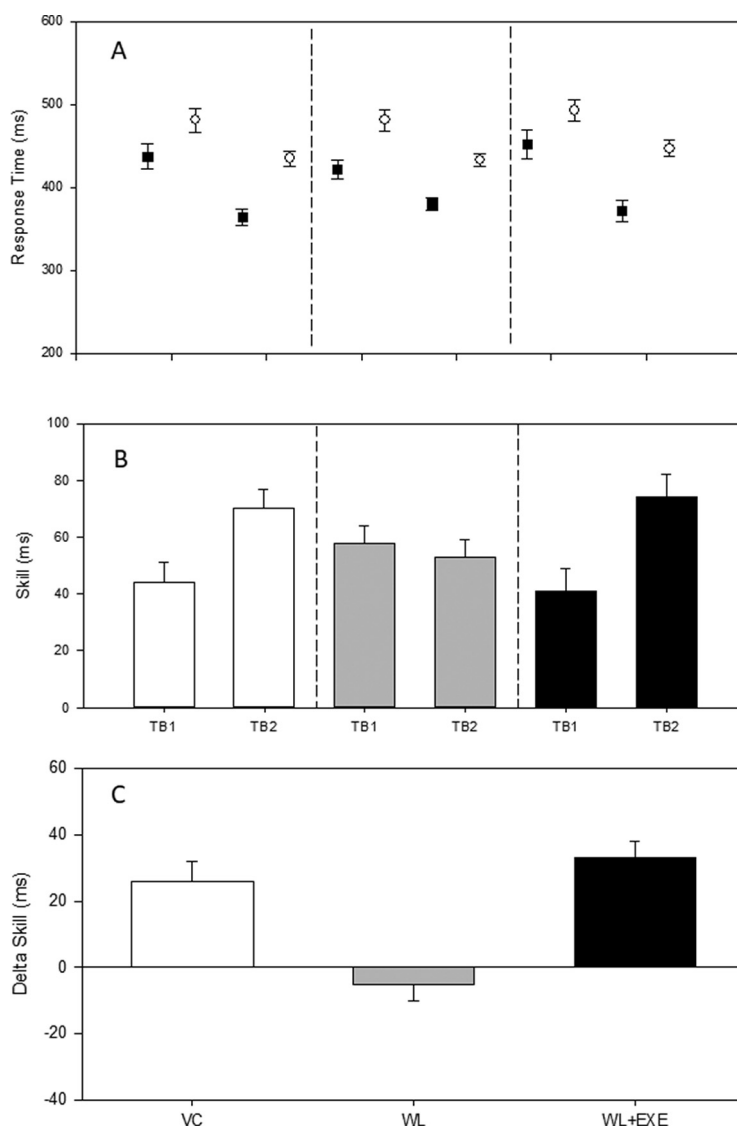 600
A
500
400
300
200
Response Time (ms)
100
B
80
60
40
20
0
Skill (ms)
TB1 TB2 TB1 TB2 TB1 TB2
60
C
40
20
0
-20
-40
Delta Skill (ms)
VC WL WL+EXE